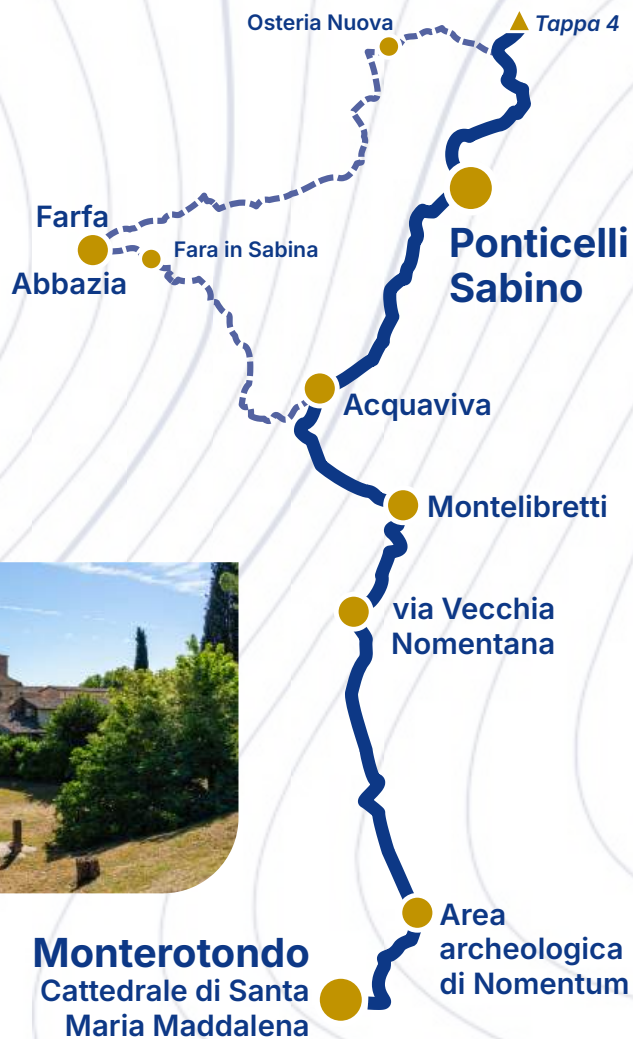 Osteria Nuova
Tappa 4
Farfa
Abbazia
Fara in Sabina
Ponticelli
Sabino
Acquaviva
Montelibretti
via Vecchia
Nomentana
Area
archeologica
di Nomentum
Monterotondo
Cattedrale di Santa
Maria Maddalena